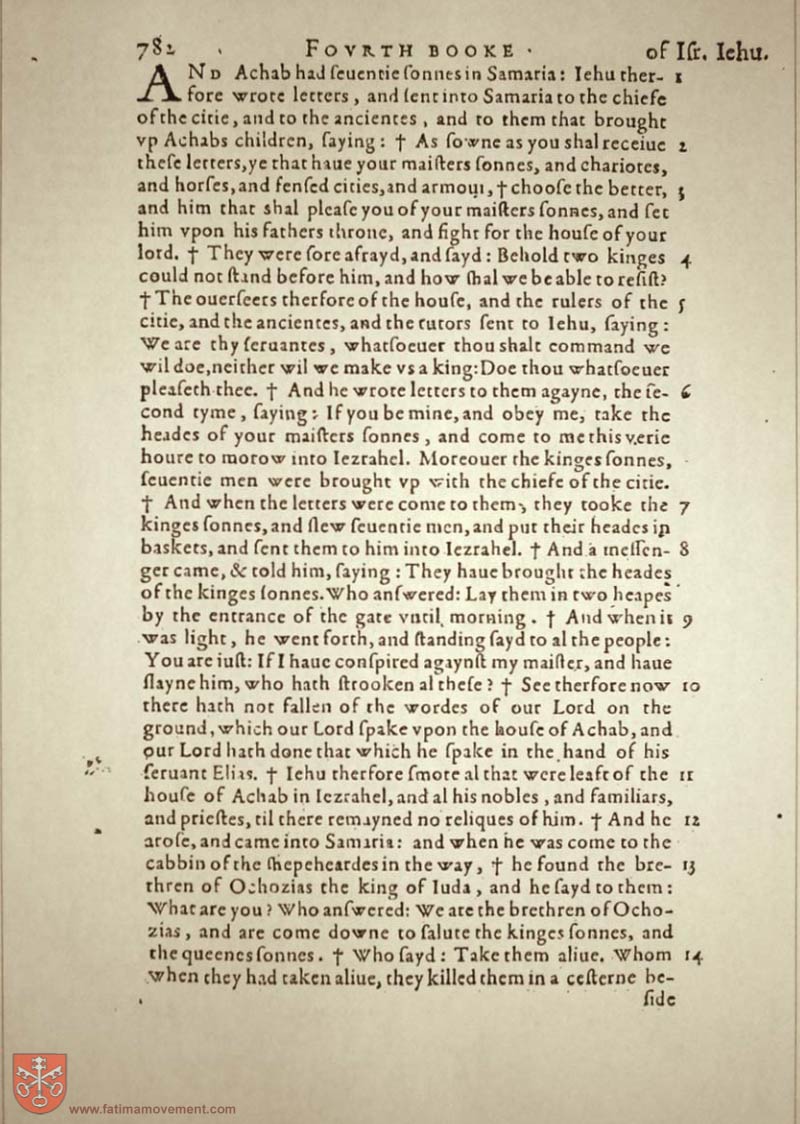 782 . FOVRTH BOOKE . of Iſr. Iehu.
AND Achab had ſeuentie ſonnes in Samaria: Iehu ther- 1
fore wrote letters, and ſent into Samaria to the chiefe
of the citie, and to the ancientes, and to them that brought
vp Achabs children, ſaying: † As ſowne as you shal receiue 2
theſe letters, ye that haue your maiſters ſonnes, and chariotes,
and horſes, and fenſed cities, and armour, † chooſe the better, 3
and him that shal pleaſe you of your maiſters ſonnes, and ſet
him vpon his fathers throne, and fight for the houſe of your
lord. † They were ſore afrayd, and ſayd: Behold two kinges 4
could not ſtand before him, and how ſhal we be able to reſiſt?
† The ouerſeers therfore of the houſe, and the rulers of the 5
citie, and the ancientes, and the tutors ſent to Iehu, ſaying:
We are thy ſeruantes, whatſoeuer thou shalt command we
wil doe, neither wil we make vs a king: Doe thou whatſoeuer
pleaſeth thee. † And he wrote letters to them agayne, the ſe- 6
cond tyme, ſaying: If you be mine, and obey me, take the
heades of your maiſters ſonnes, and come to me this verie
houre to morow into Iezrahel. Moreouer the kinges ſonnes,
ſeuentie men were brought vp with the chiefe of the citie.
† And when the letters were come to them, they tooke the 7
kinges ſonnes, and ſlew ſeuentie men, and put their heades in
baskets, and ſent them to him into Iezrahel. † And a meſſen- 8
ger came, & told him, ſaying: They haue brought the heades
of the kinges ſonnes. Who anſwered: Lay them in two heapes
by the entrance of the gate vntil morning. † And when it 9
was light, he went forth, and ſtanding ſayd to al the people:
You are iuſt: If I haue conſpired agaynſt my maiſter, and haue
ſlayne him, who hath ſtrooken al theſe? † See therfore now 10
there hath not fallen of the wordes of our Lord on the
ground, which our Lord ſpake vpon the houſe of Achab, and
our Lord hath done that which he ſpake in the hand of his
ſeruant Elias. † Iehu therfore ſmote al that were leaft of the 11
houſe of Achab in Iezrahel, and al his nobles, and familiars,
and prieſtes, til there remayned no reliques of him. † And he 12
aroſe, and came into Samaria: and when he was come to the
cabbin of the ſhepeheardes in the way, † he found the bre- 13
thren of Ochozias the king of Iuda, and he ſayd to them:
What are you? Who anſwered: We are the brethren of Ocho-
zias, and are come downe to ſalute the kinges ſonnes, and
the queenes ſonnes. † Who ſayd: Take them aliue. Whom 14
when they had taken aliue, they killed them in a ceſterne be-
ſide
www.fatimamovement.com